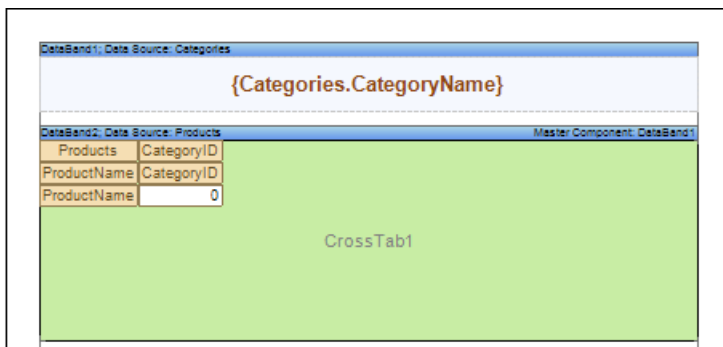 DataBand1; Data Source: Categories
{Categories.CategoryName}
DataBand2; Data Source: Products Master Component: DataBand1
Products CategoryID
ProductName CategoryID
ProductName 0
CrossTab1